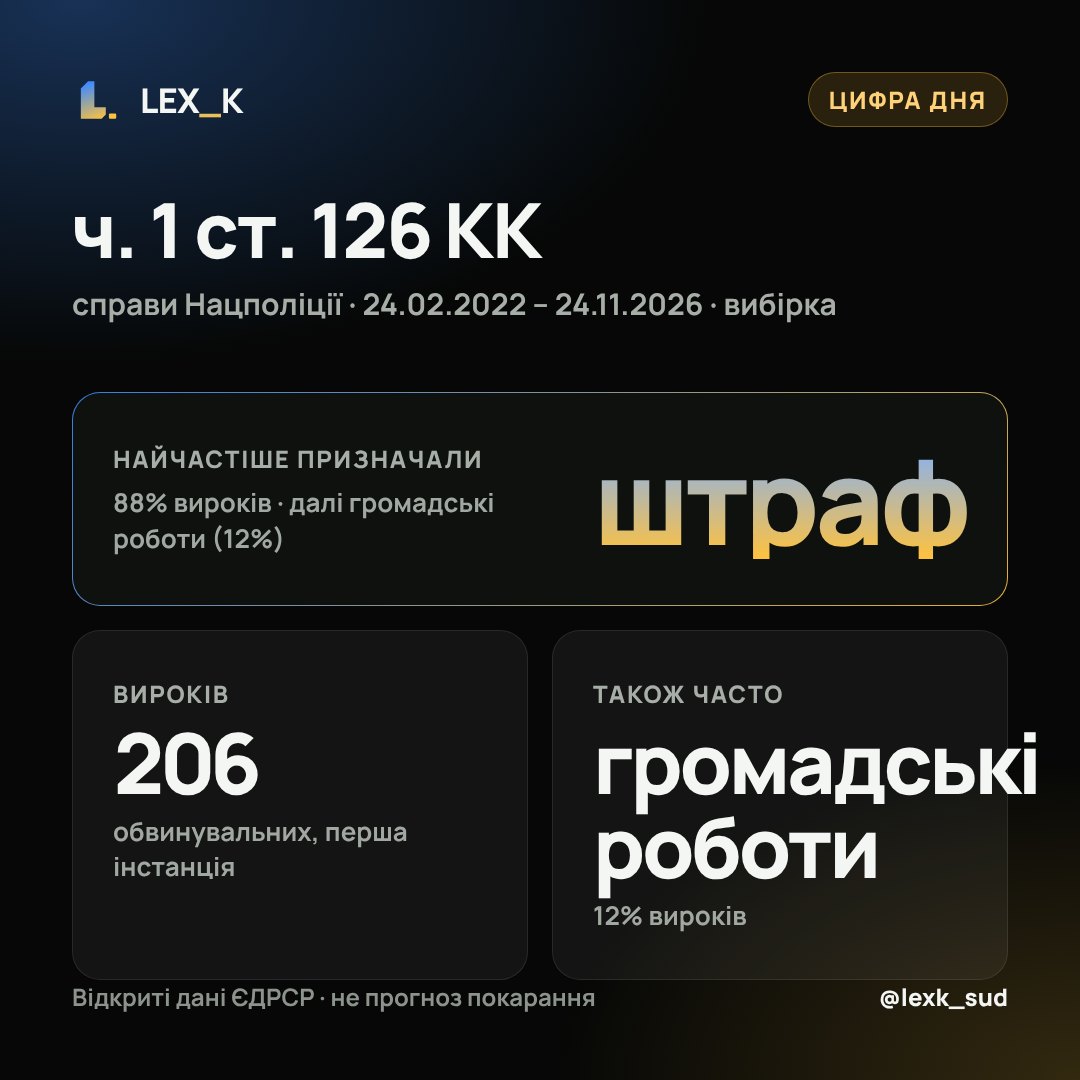 LEX_K
ЦИФРА ДНЯ
ч. 1 ст. 126 КК
справи Нацполіції · 24.02.2022 – 24.11.2026 · вибірка
НАЙЧАСТІШЕ ПРИЗНАЧАЛИ
88% вироків · далі громадські
роботи (12%)
штраф
ВИРОКІВ
206
обвинувальних, перша
інстанція
ТАКОЖ ЧАСТО
громадські
роботи
12% вироків
Відкриті дані ЄДРСР · не прогноз покарання
@lexk_sud